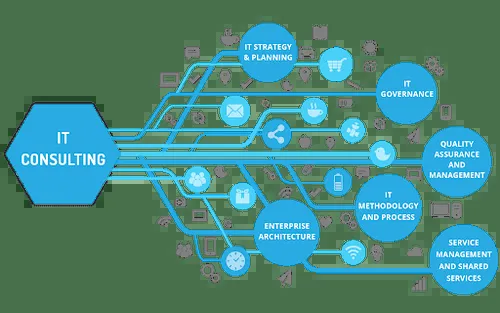 IT
CONSULTING
IT STRATEGY
& PLANNING
IT
GOVERNANCE
QUALITY
ASSURANCE
AND
MANAGEMENT
IT
METHODOLOGY
AND PROCESS
ENTERPRISE
ARCHITECTURE
SERVICE
MANAGEMENT
AND SHARED
SERVICES